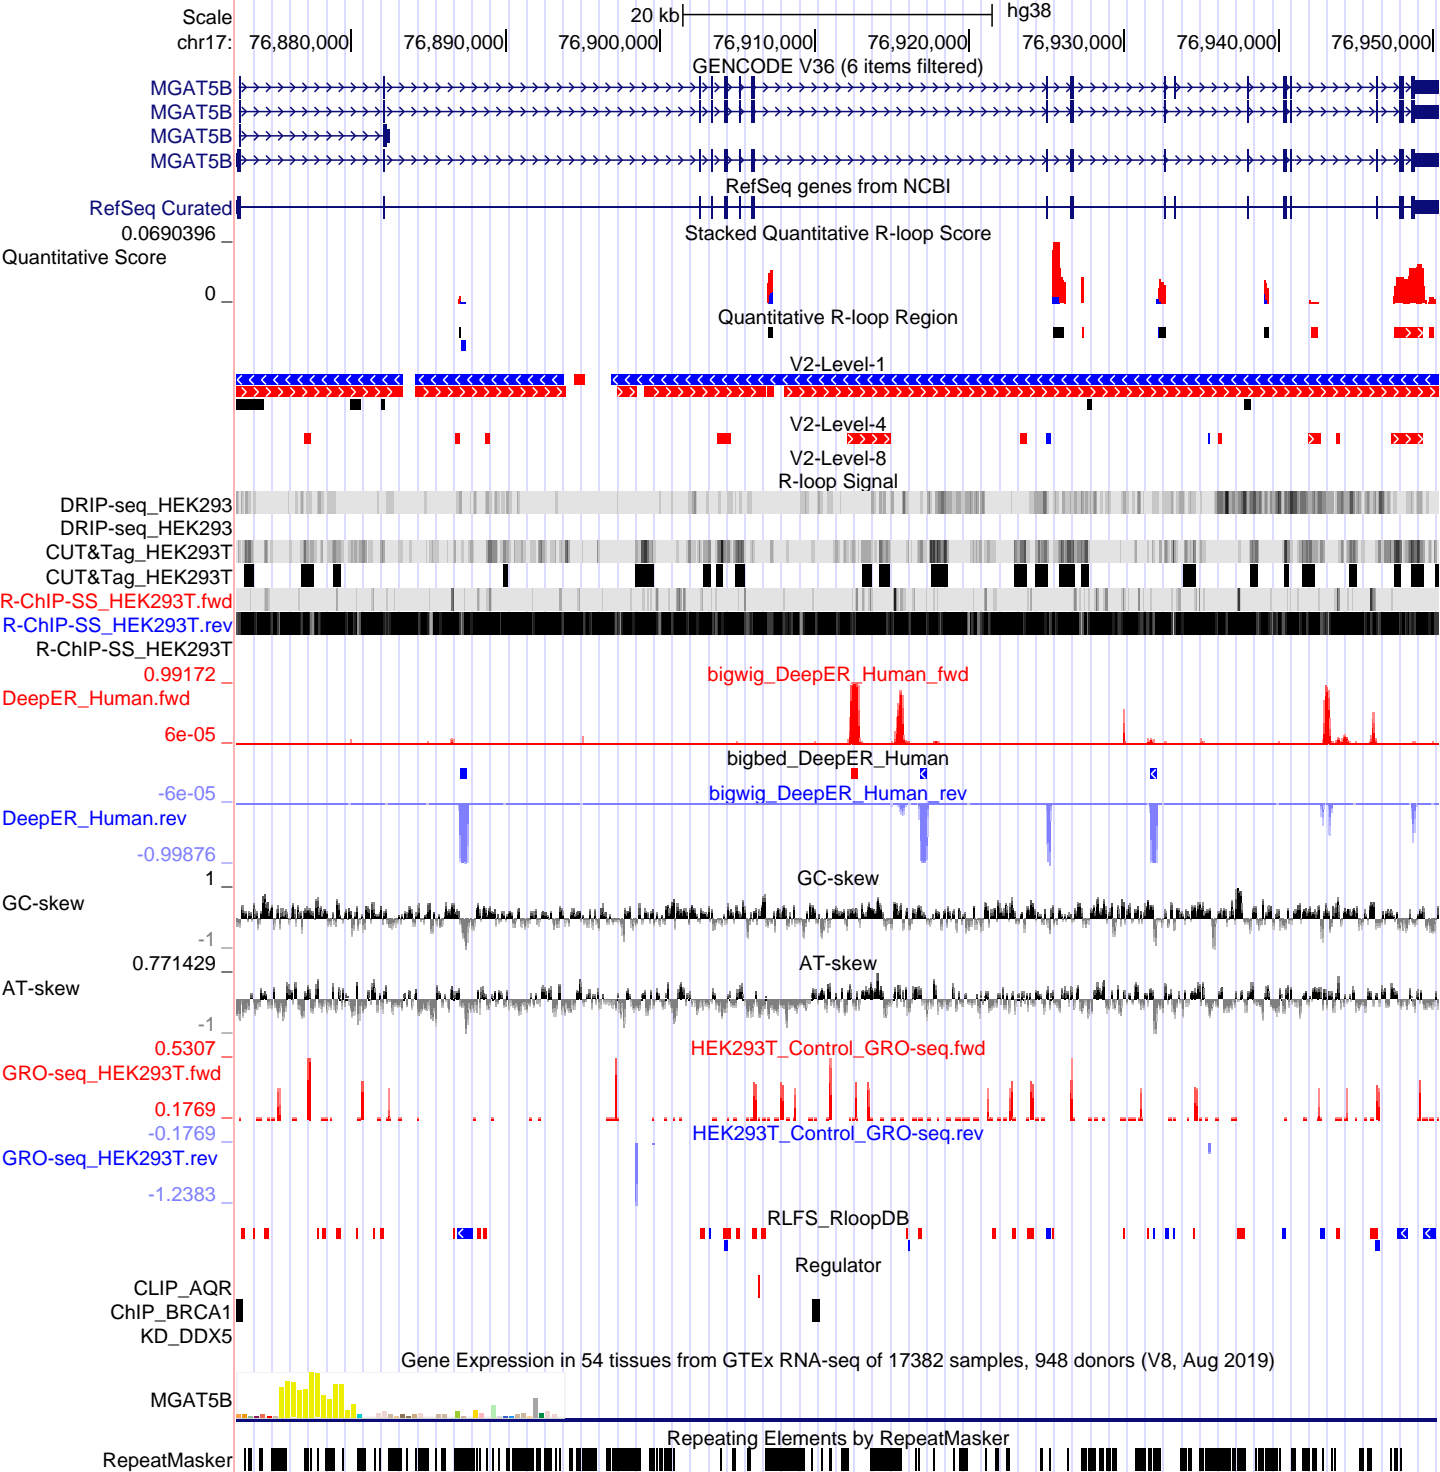 Scale 20 kb hg38
chr17: 76,880,000 76,890,000 76,900,000 76,910,000 76,920,000 76,930,000 76,940,000 76,950,000
GENCODE V36 (6 items filtered)
MGAT5B
MGAT5B
MGAT5B
MGAT5B
RefSeq genes from NCBI
RefSeq Curated
0.0690396 Stacked Quantitative R-loop Score
Quantitative Score
0
Quantitative R-loop Region
V2-Level-1
V2-Level-4
V2-Level-8
R-loop Signal
DRIP-seq_HEK293
DRIP-seq_HEK293
CUT&Tag_HEK293T
CUT&Tag_HEK293T
R-ChIP-SS_HEK293T.fwd
R-ChIP-SS_HEK293T.rev
R-ChIP-SS_HEK293T
0.99172 bigwig_DeepER_Human_fwd
DeepER_Human.fwd
6e-05
bigbed_DeepER_Human
-6e-05 bigwig_DeepER_Human_rev
DeepER_Human.rev
-0.99876
1 GC-skew
GC-skew
-1
0.771429 AT-skew
AT-skew
-1
0.5307 HEK293T_Control_GRO-seq.fwd
GRO-seq_HEK293T.fwd
0.1769
-0.1769 HEK293T_Control_GRO-seq.rev
GRO-seq_HEK293T.rev
-1.2383
RLFS_RloopDB
Regulator
CLIP_AQR
ChIP_BRCA1
KD_DDX5
Gene Expression in 54 tissues from GTEx RNA-seq of 17382 samples, 948 donors (V8, Aug 2019)
MGAT5B
Repeating Elements by RepeatMasker
RepeatMasker